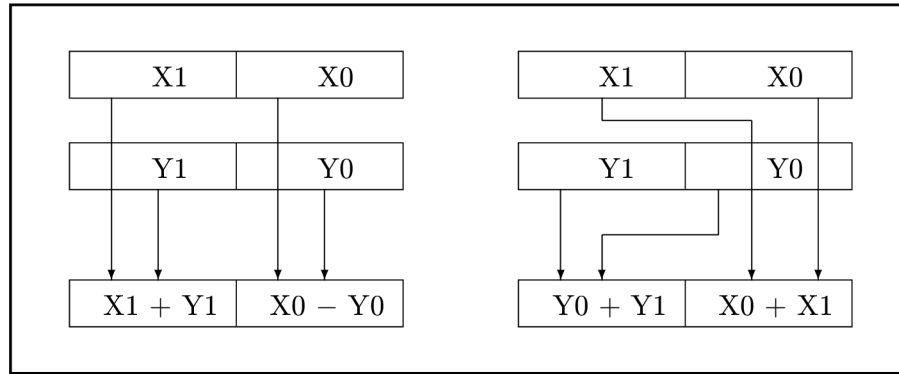 X1 X0 X1 X0
Y1 Y0 Y1 Y0
X1 + Y1 X0 − Y0 Y0 + Y1 X0 + X1